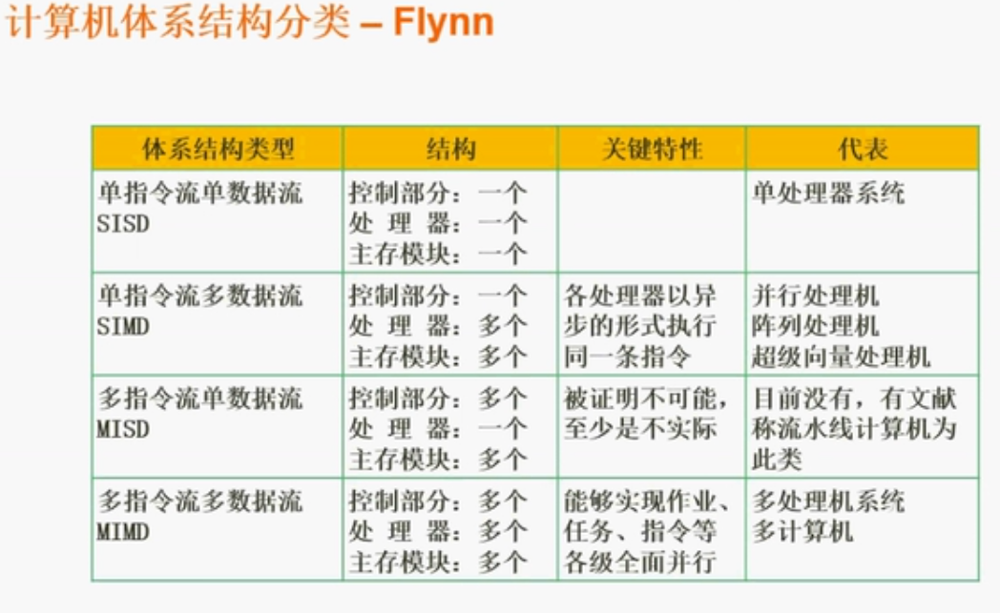 计算机体系结构分类 – Flynn
体系结构类型 结构 关键特性 代表
单指令流单数据流
SISD
控制部分：一个
处 理 器：一个
主存模块：一个
单处理器系统
单指令流多数据流
SIMD
控制部分：一个
处 理 器：多个
主存模块：多个
各处理器以异
步的形式执行
同一条指令
并行处理机
阵列处理机
超级向量处理机
多指令流单数据流
MISD
控制部分：多个
处 理 器：一个
主存模块：多个
被证明不可能，
至少是不实际
目前没有，有文献
称流水线计算机为
此类
多指令流多数据流
MIMD
控制部分：多个
处 理 器：多个
主存模块：多个
能够实现作业、
任务、指令等
各级全面并行
多处理机系统
多计算机